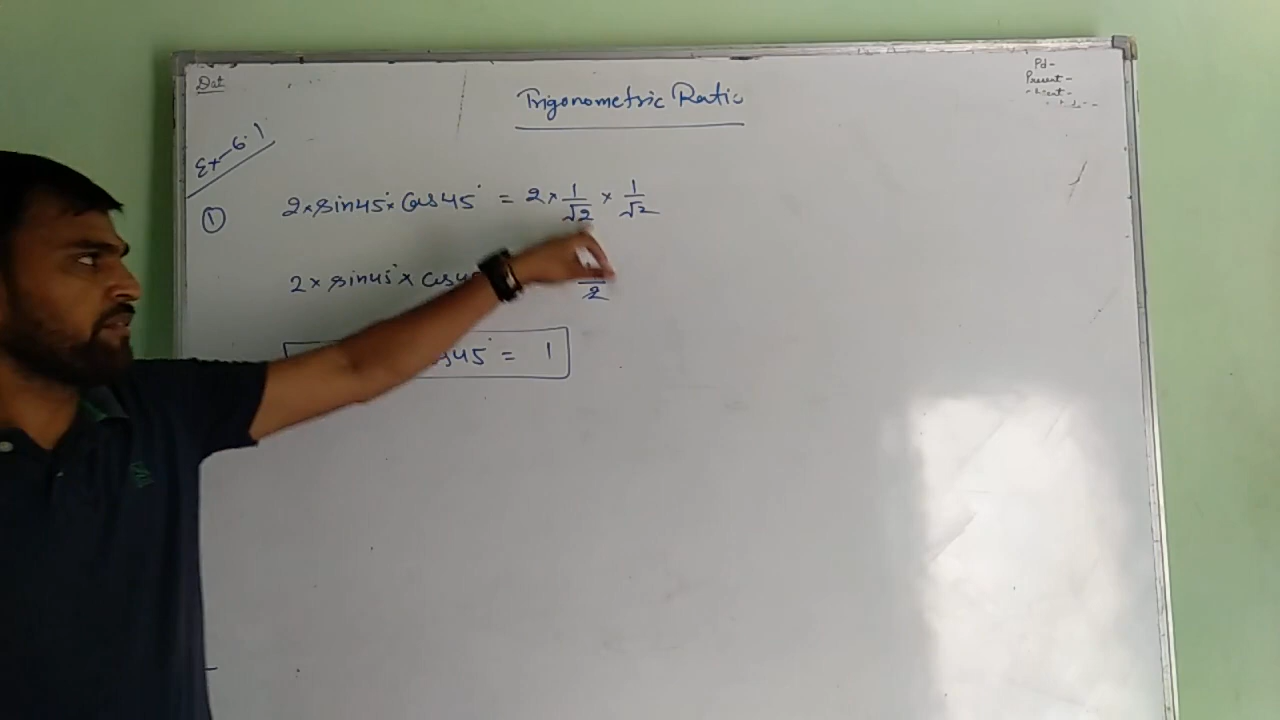 Dat
Pd-
Present-
Trigonometric Ratio
Ex-6.1
① 2×sin45°×cos45° = 2×1/√2 × 1/√2
2×sin45°×cos 2
cos45° = 1